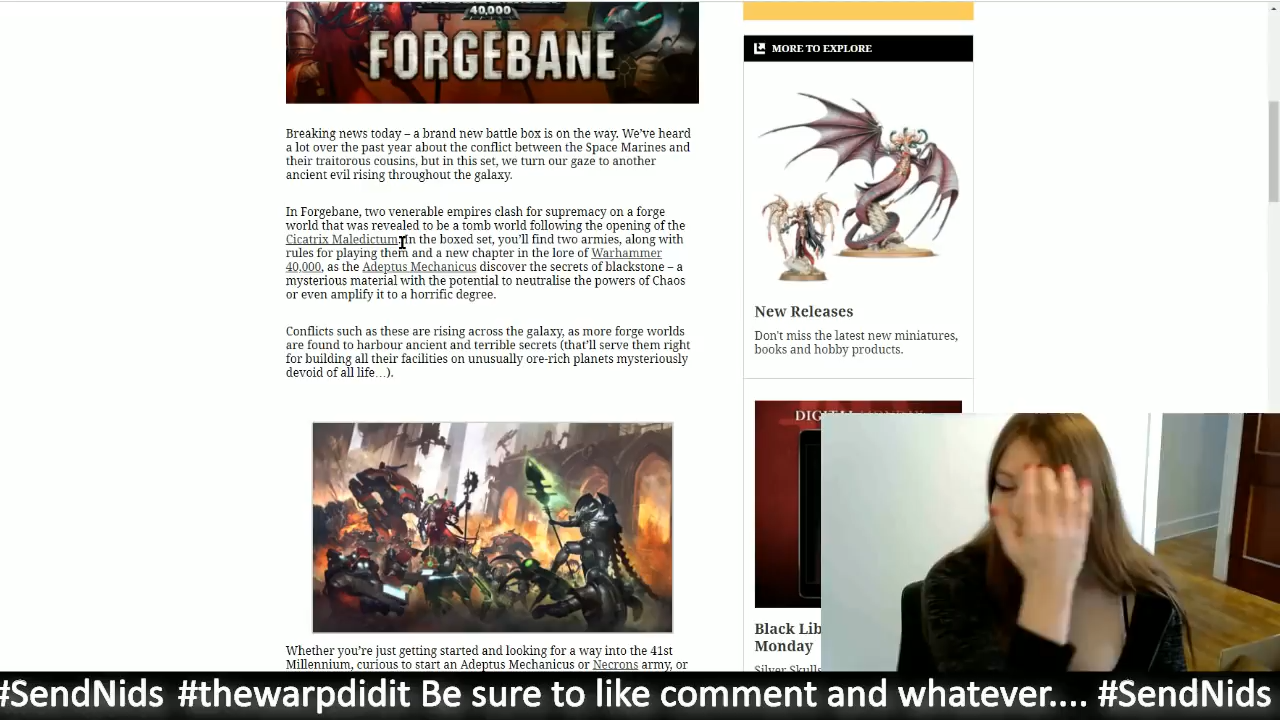 40,000
FORGEBANE
Breaking news today – a brand new battle box is on the way. We've heard
a lot over the past year about the conflict between the Space Marines and
their traitorous cousins, but in this set, we turn our gaze to another
ancient evil rising throughout the galaxy.
In Forgebane, two venerable empires clash for supremacy on a forge
world that was revealed to be a tomb world following the opening of the
Cicatrix Maledictum. In the boxed set, you'll find two armies, along with
rules for playing them and a new chapter in the lore of Warhammer
40,000, as the Adeptus Mechanicus discover the secrets of blackstone – a
mysterious material with the potential to neutralise the powers of Chaos
or even amplify it to a horrific degree.
Conflicts such as these are rising across the galaxy, as more forge worlds
are found to harbour ancient and terrible secrets (that'll serve them right
for building all their facilities on unusually ore-rich planets mysteriously
devoid of all life…).
Whether you're just getting started and looking for a way into the 41st
Millennium, curious to start an Adeptus Mechanicus or Necrons army, or
MORE TO EXPLORE
New Releases
Don't miss the latest new miniatures,
books and hobby products.
Black Lib
Monday
Silver Skulls
#SendNids #thewarpdidit Be sure to like comment and whatever.... #SendNids